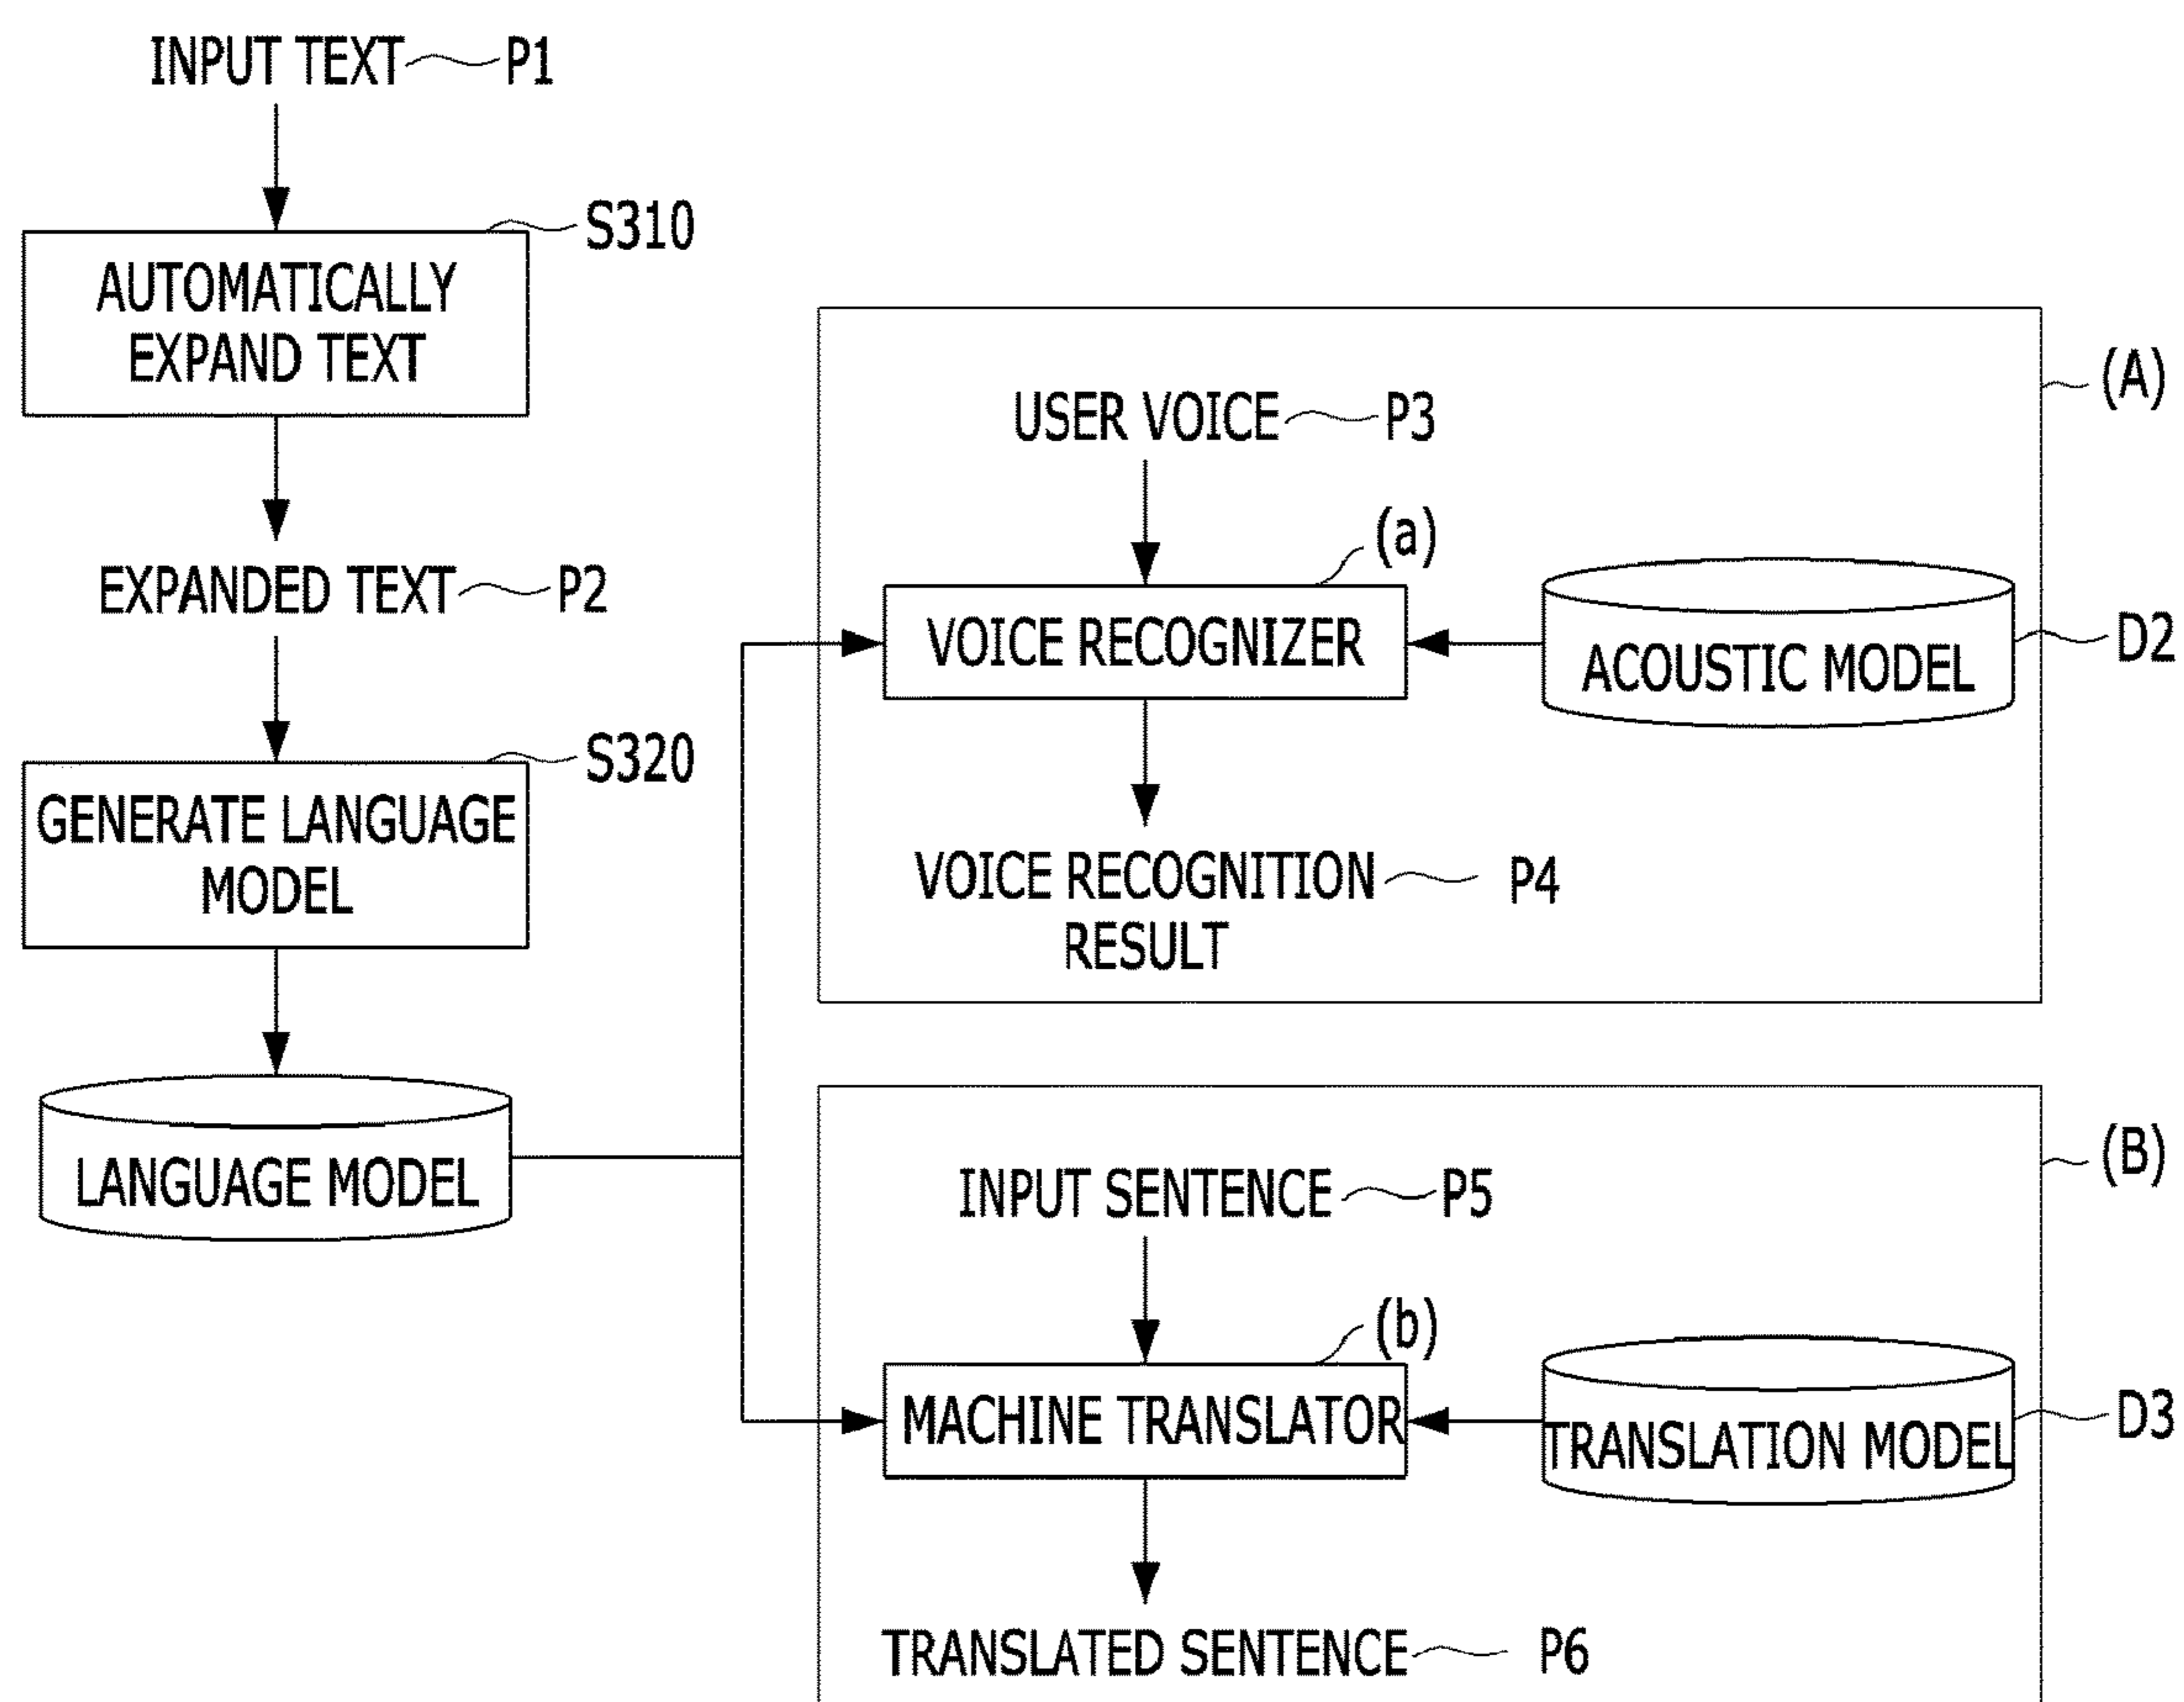 INPUT TEXT P1
S310
AUTOMATICALLY
EXPAND TEXT
EXPANDED TEXT P2
S320
GENERATE LANGUAGE
MODEL
LANGUAGE MODEL
(A)
USER VOICE P3
(a)
VOICE RECOGNIZER
ACOUSTIC MODEL
D2
VOICE RECOGNITION P4
RESULT
(B)
INPUT SENTENCE P5
(b)
MACHINE TRANSLATOR
TRANSLATION MODEL
D3
TRANSLATED SENTENCE P6